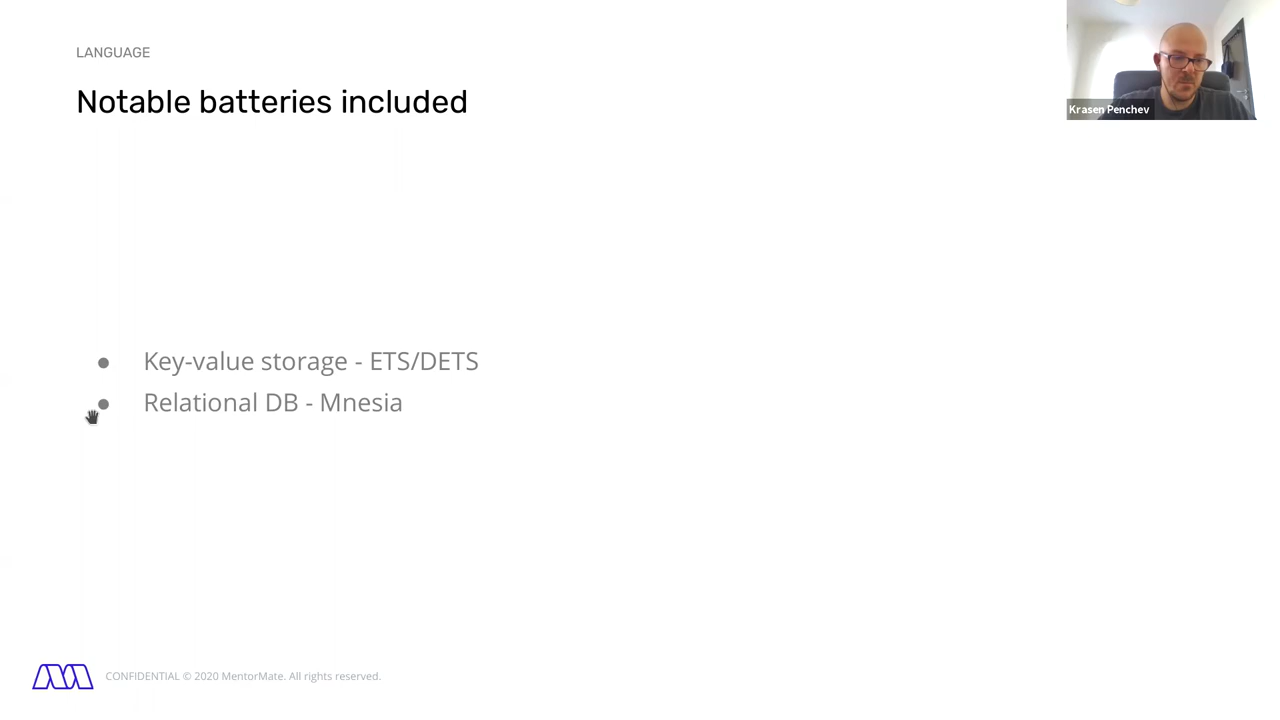 LANGUAGE
Notable batteries included
Krasen Penchev
● Key-value storage - ETS/DETS
● Relational DB - Mnesia
CONFIDENTIAL © 2020 MentorMate. All rights reserved.